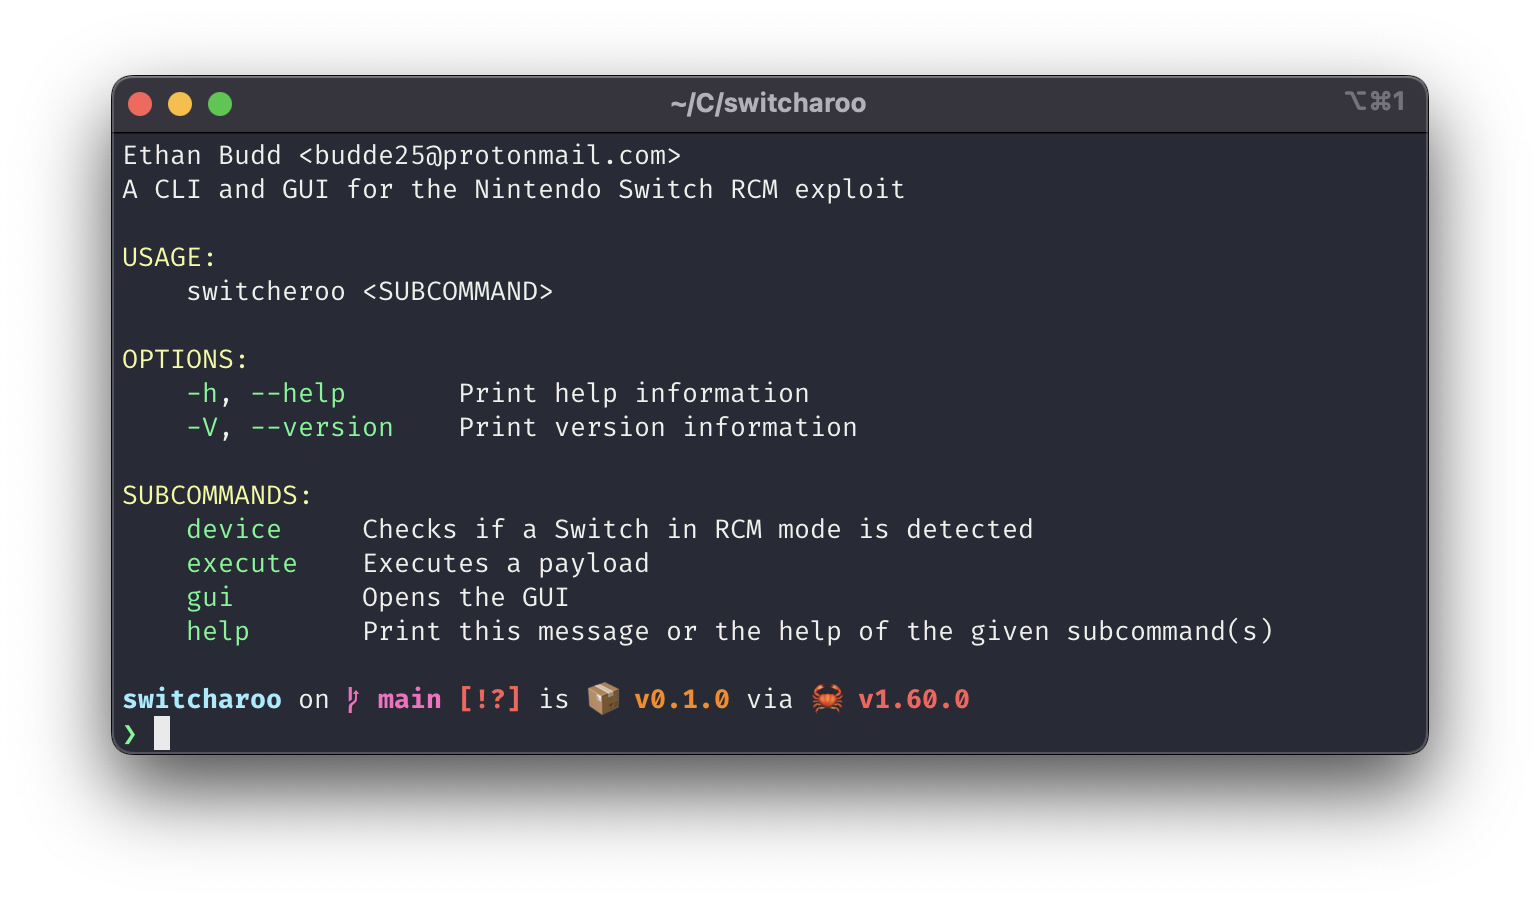 ~/C/switcharoo
⌥⌘1
Ethan Budd <budde25@protonmail.com>
A CLI and GUI for the Nintendo Switch RCM exploit
USAGE:
switcheroo <SUBCOMMAND>
OPTIONS:
-h, --help Print help information
-V, --version Print version information
SUBCOMMANDS:
device Checks if a Switch in RCM mode is detected
execute Executes a payload
gui Opens the GUI
help Print this message or the help of the given subcommand(s)
switcharoo on main [!?] is 📦 v0.1.0 via 🦀 v1.60.0
❯